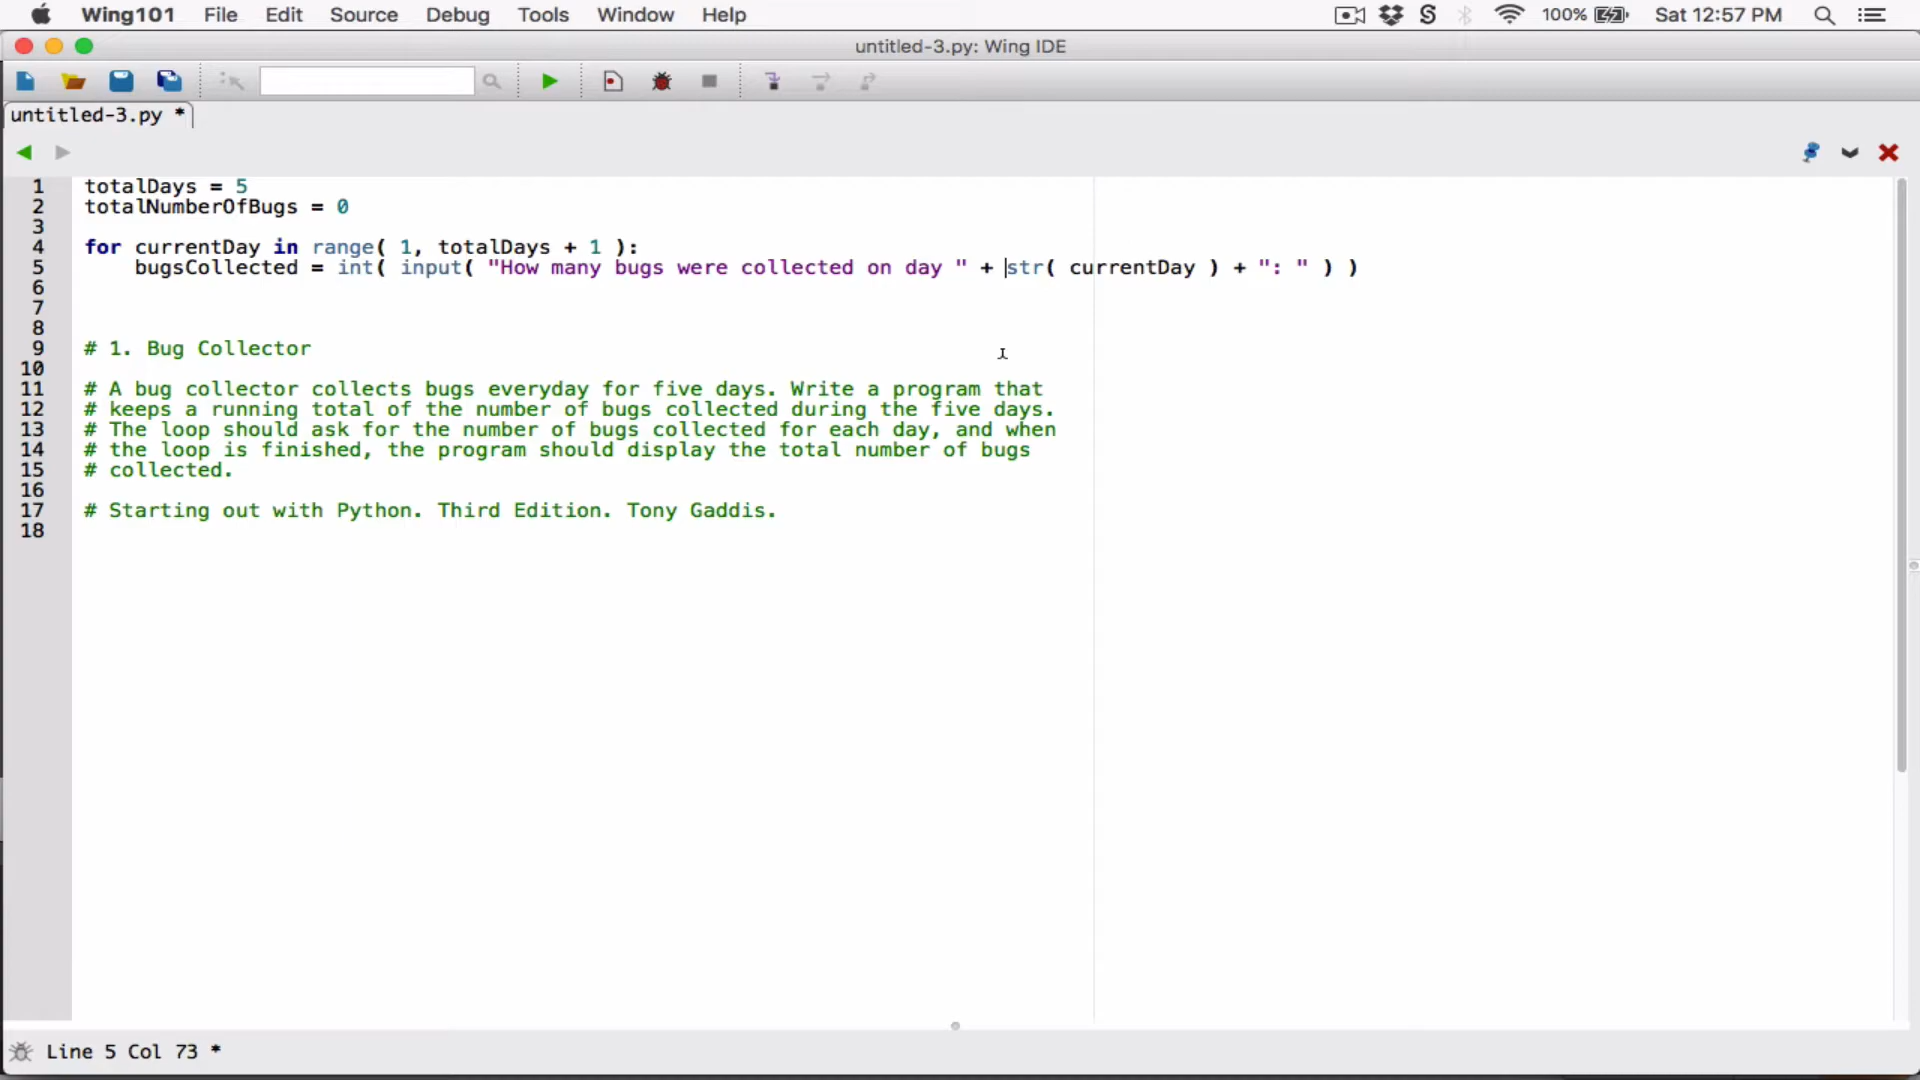 Wing101 File Edit Source Debug Tools Window Help 100% Sat 12:57 PM
untitled-3.py: Wing IDE
untitled-3.py *
1 totalDays = 5
2 totalNumberOfBugs = 0
3
4 for currentDay in range( 1, totalDays + 1 ):
5 bugsCollected = int( input( "How many bugs were collected on day " + str( currentDay ) + ": " ) )
6
7
8
9 # 1. Bug Collector
10
11 # A bug collector collects bugs everyday for five days. Write a program that
12 # keeps a running total of the number of bugs collected during the five days.
13 # The loop should ask for the number of bugs collected for each day, and when
14 # the loop is finished, the program should display the total number of bugs
15 # collected.
16
17 # Starting out with Python. Third Edition. Tony Gaddis.
18
Line 5 Col 73 *